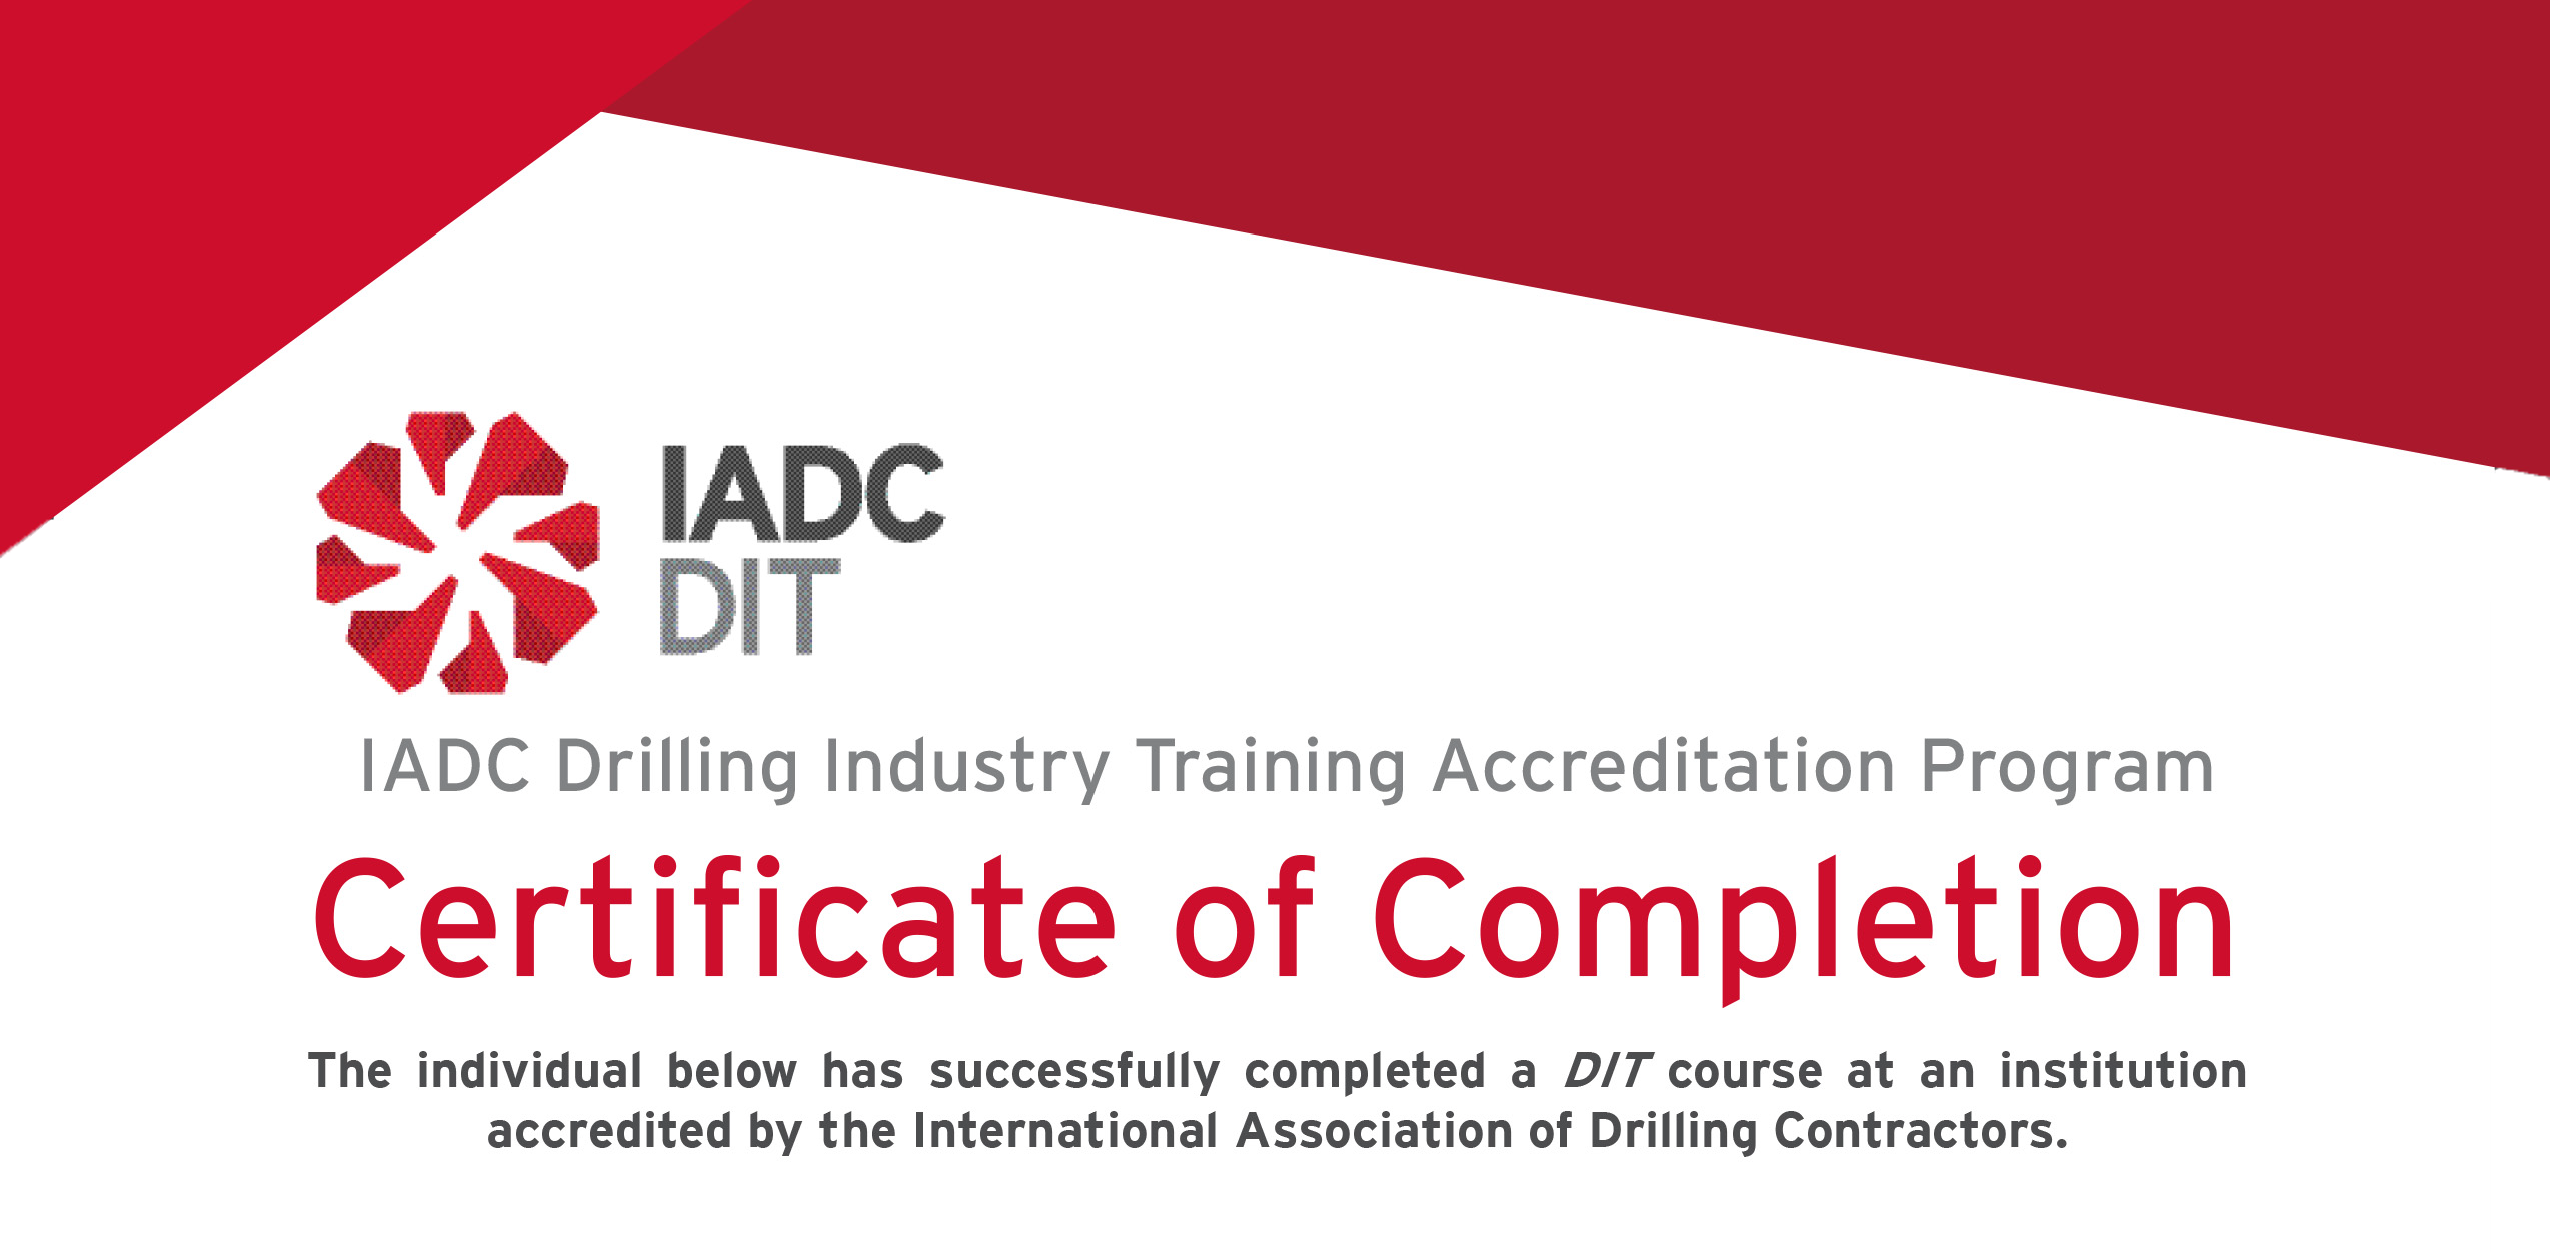 IADC
DIT
IADC Drilling Industry Training Accreditation Program
Certificate of Completion
The individual below has successfully completed a DIT course at an institution
accredited by the International Association of Drilling Contractors.